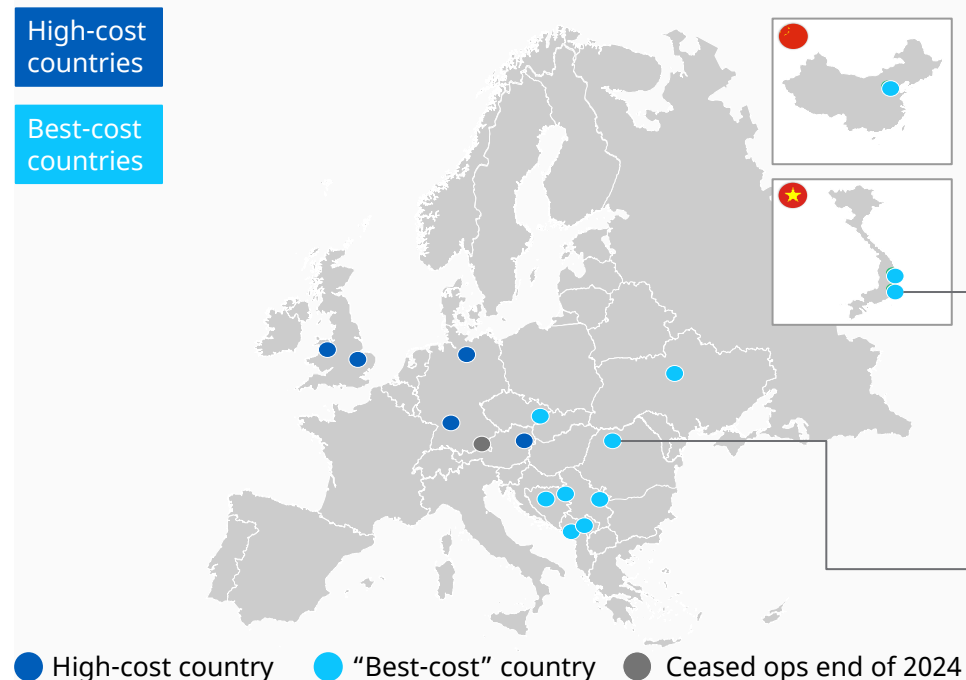 High-cost
countries
Best-cost
countries
High-cost country
“Best-cost” country
Ceased ops end of 2024